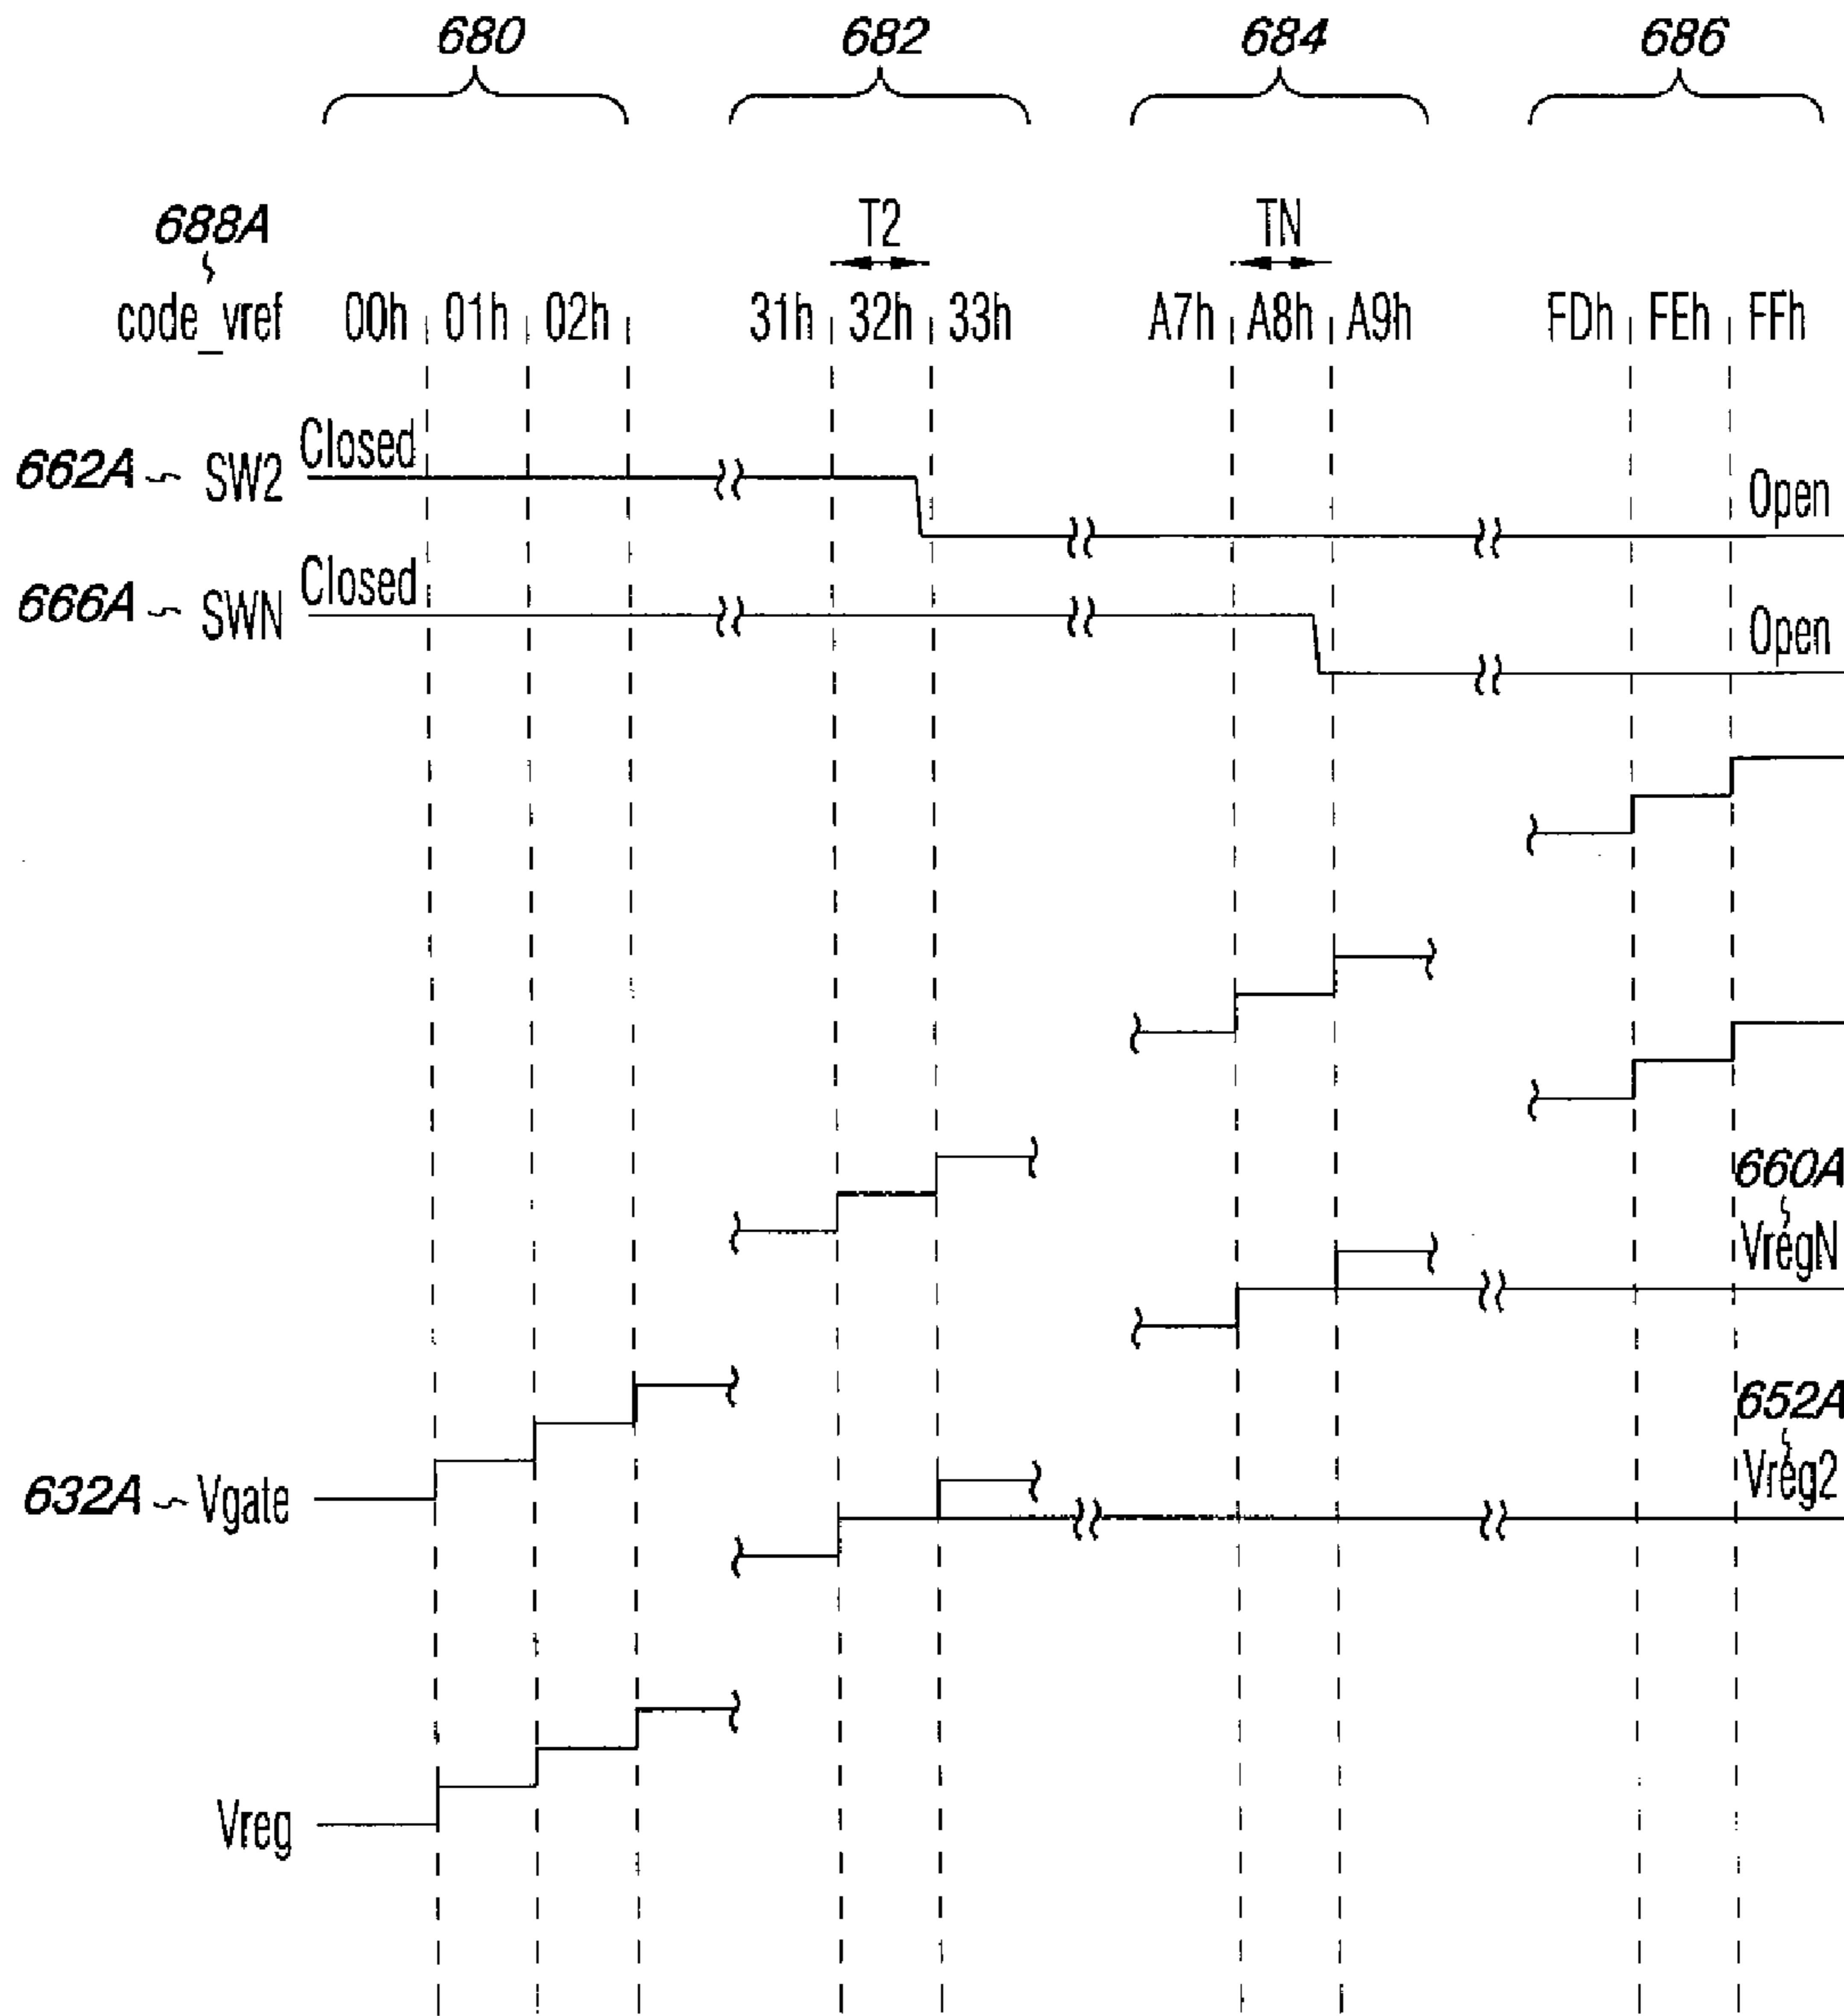 680 682 684 686
688A T2 TN
code_vref 00h 01h 02h 31h 32h 33h A7h A8h A9h FDh FEh FFh
Closed
662A SW2 Open
Closed
666A SWN Open
660A
VregN
652A
632A Vgate Vreg2
Vreg